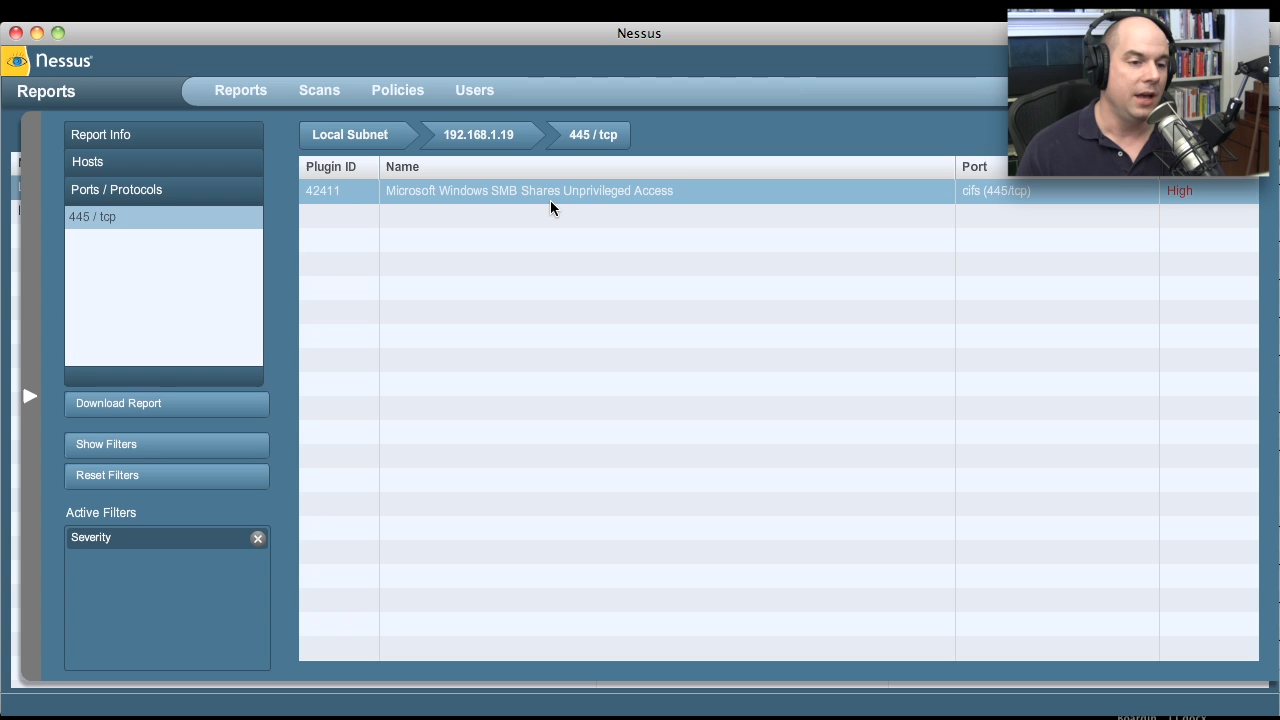 Nessus
Nessus
Reports
Reports Scans Policies Users
Report Info
Hosts
Ports / Protocols
445 / tcp
Download Report
Show Filters
Reset Filters
Active Filters
Severity
Local Subnet 192.168.1.19 445 / tcp
Plugin ID Name Port
42411 Microsoft Windows SMB Shares Unprivileged Access cifs (445/tcp) High